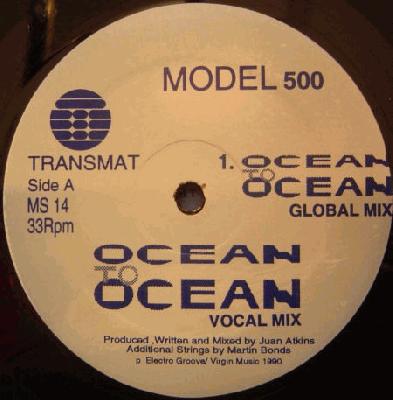 MODEL 500
TRANSMAT
Side A
MS 14
33Rpm
1. OCEAN
TO
OCEAN
GLOBAL MIX
OCEAN
TO
OCEAN
VOCAL MIX
Produced ,Written and Mixed by Juan Atkins
Additional Strings by Martin Bonds
p Electro Groove/ Virgin Music 1990